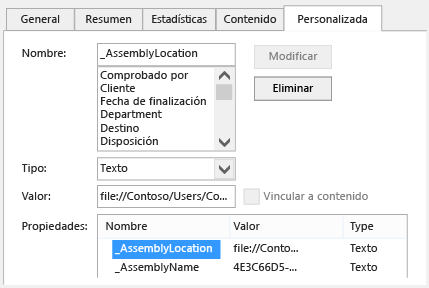 General Resumen Estadísticas Contenido Personalizada
Nombre: _AssemblyLocation Modificar
Comprobado por
Cliente
Fecha de finalización
Department
Destino
Disposición
Eliminar
Tipo: Texto
Valor: file://Contoso/Users/Co... Vincular a contenido
Propiedades: Nombre Valor Type
_AssemblyLocation file://Conto... Texto
_AssemblyName 4E3C66D5-... Texto